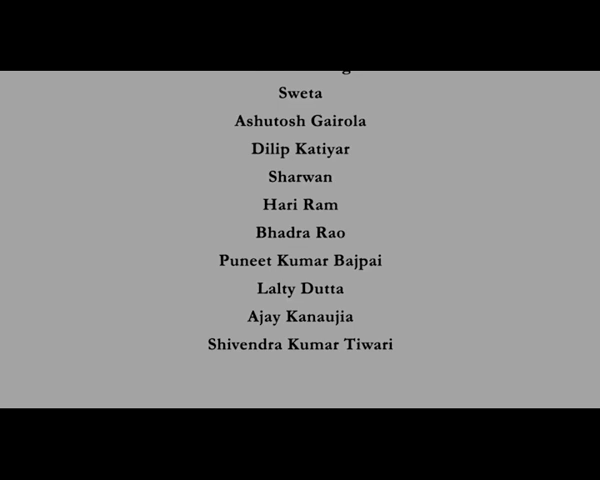 Sweta
Ashutosh Gairola
Dilip Katiyar
Sharwan
Hari Ram
Bhadra Rao
Puneet Kumar Bajpai
Lalty Dutta
Ajay Kanaujia
Shivendra Kumar Tiwari